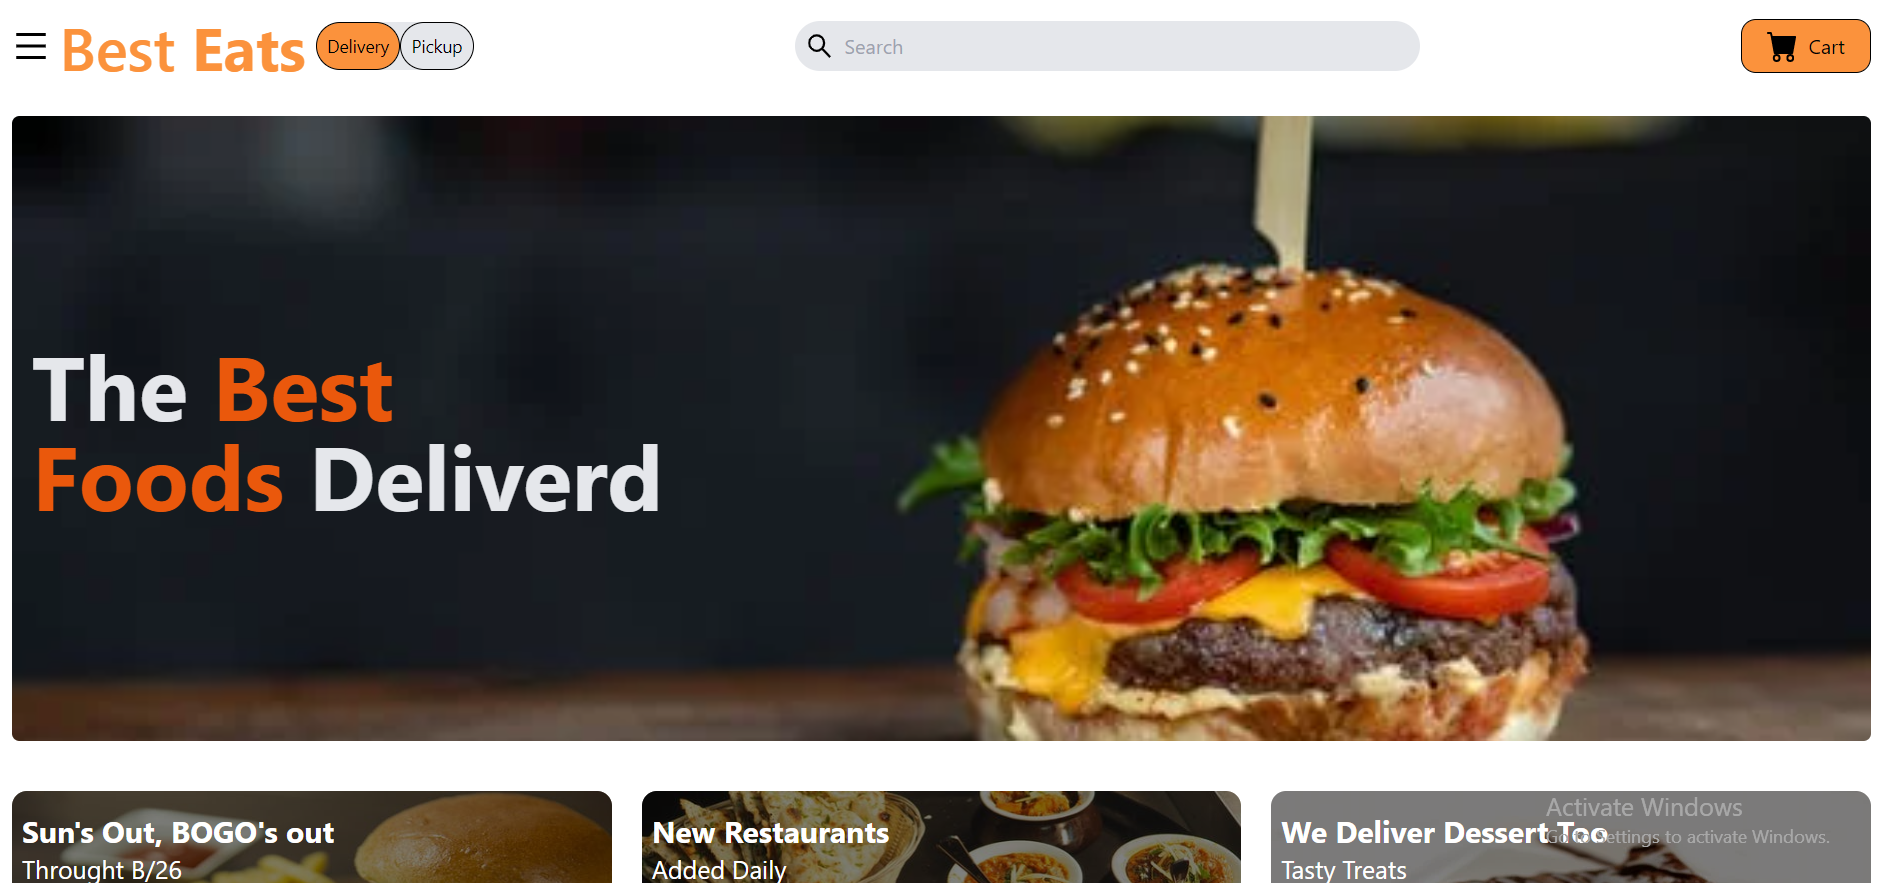 Best Eats
Delivery Pickup
Search
Cart
The Best
Foods Deliverd
Sun's Out, BOGO's out
Throught B/26
New Restaurants
Added Daily
We Deliver Dessert Too
Tasty Treats
Activate Windows
Go to Settings to activate Windows.